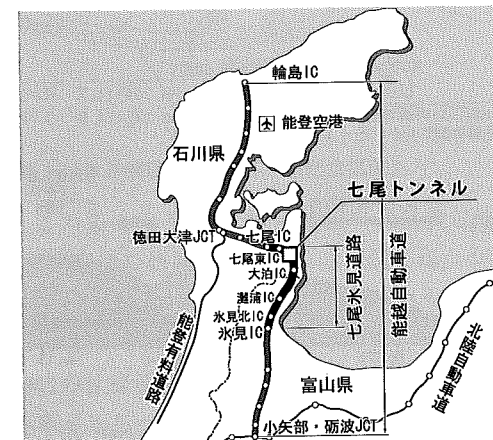 輪島IC
能登空港
石川県
七尾トンネル
徳田大津JCT
七尾IC
七尾東IC
大泊IC
灘浦IC
氷見北IC
氷見IC
七尾氷見道路
能越自動車道
能登有料道路
富山県
北陸自動車道
小矢部・砺波JCT